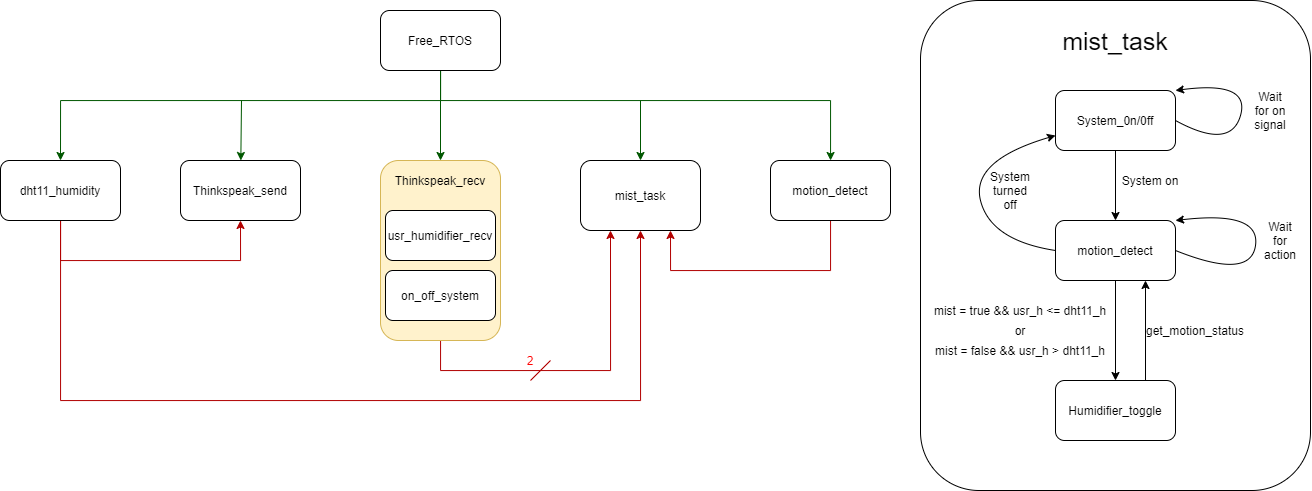 Free_RTOS
dht11_humidity
Thinkspeak_send
Thinkspeak_recv
usr_humidifier_recv
on_off_system
mist_task
motion_detect
2
mist_task
System_0n/0ff
Wait
for on
signal
System
turned
off
System on
motion_detect
Wait
for
action
mist = true && usr_h <= dht11_h
or
mist = false && usr_h > dht11_h
get_motion_status
Humidifier_toggle